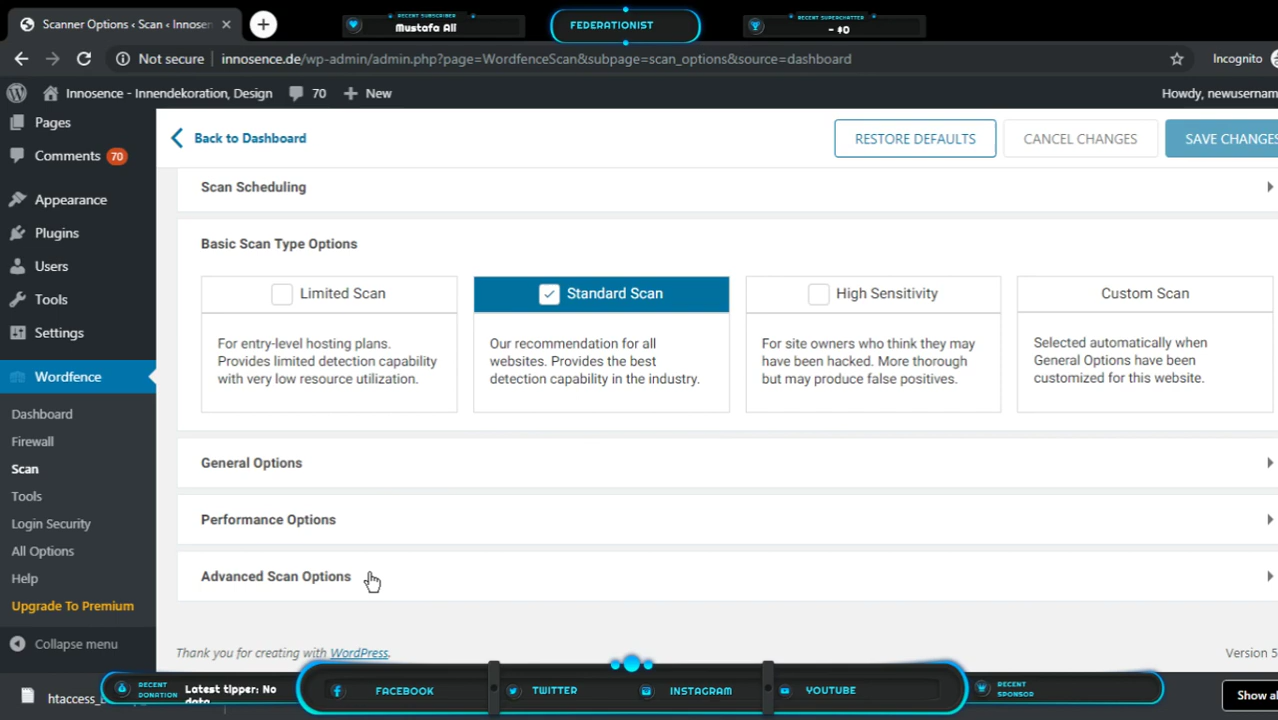 Scanner Options ‹ Scan ‹ Innosen
RECENT SUBSCRIBER
Mustafa Ali
FEDERATIONIST
RECENT SUPERCHATTER
- $0
Not secure
innosence.de/wp-admin/admin.php?page=WordfenceScan&subpage=scan_options&source=dashboard
Incognito
Innosence - Innendekoration, Design
70
New
Howdy, newusernam
Pages
Comments 70
Appearance
Plugins
Users
Tools
Settings
Wordfence
Dashboard
Firewall
Scan
Tools
Login Security
All Options
Help
Upgrade To Premium
Collapse menu
Back to Dashboard
RESTORE DEFAULTS
CANCEL CHANGES
SAVE CHANGES
Scan Scheduling
Basic Scan Type Options
Limited Scan
For entry-level hosting plans.
Provides limited detection capability
with very low resource utilization.
Standard Scan
Our recommendation for all
websites. Provides the best
detection capability in the industry.
High Sensitivity
For site owners who think they may
have been hacked. More thorough
but may produce false positives.
Custom Scan
Selected automatically when
General Options have been
customized for this website.
General Options
Performance Options
Advanced Scan Options
Thank you for creating with WordPress.
Version 5
htaccess_
RECENT
DONATION
Latest tipper: No
data
FACEBOOK
TWITTER
INSTAGRAM
YOUTUBE
RECENT
SPONSOR
Show al